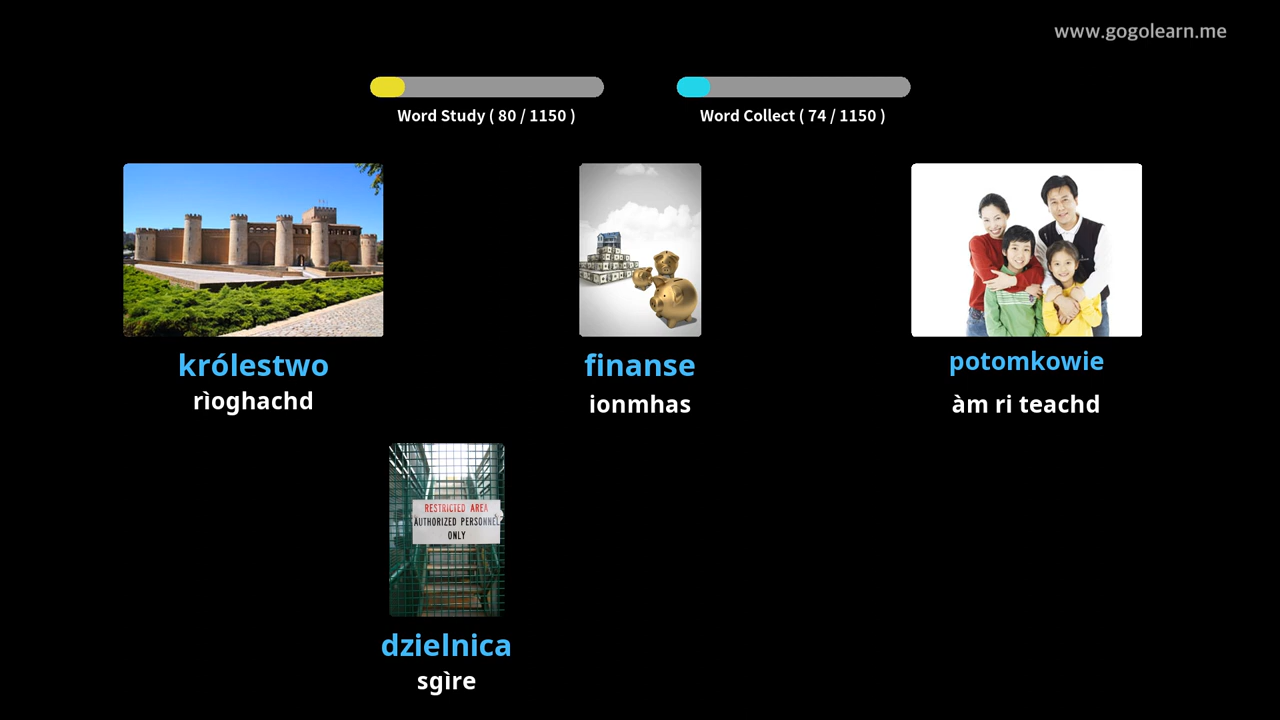 www.gogolearn.me
Word Study ( 80 / 1150 )
Word Collect ( 74 / 1150 )
królestwo
rìoghachd
finanse
ionmhas
potomkowie
àm ri teachd
RESTRICTED AREA
AUTHORIZED PERSONNEL
ONLY
dzielnica
sgìre